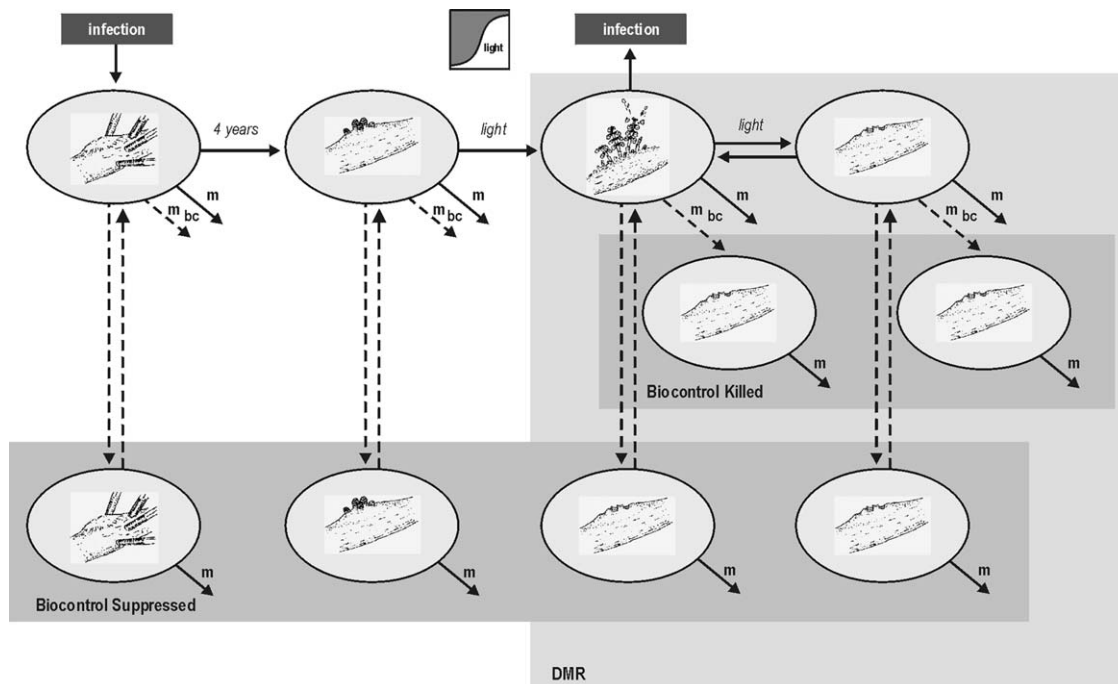 infection
light
infection
4 years
light
light
m
m bc
m
m bc
m
m bc
m
m bc
m
m
Biocontrol Killed
m
m
m
m
Biocontrol Suppressed
DMR